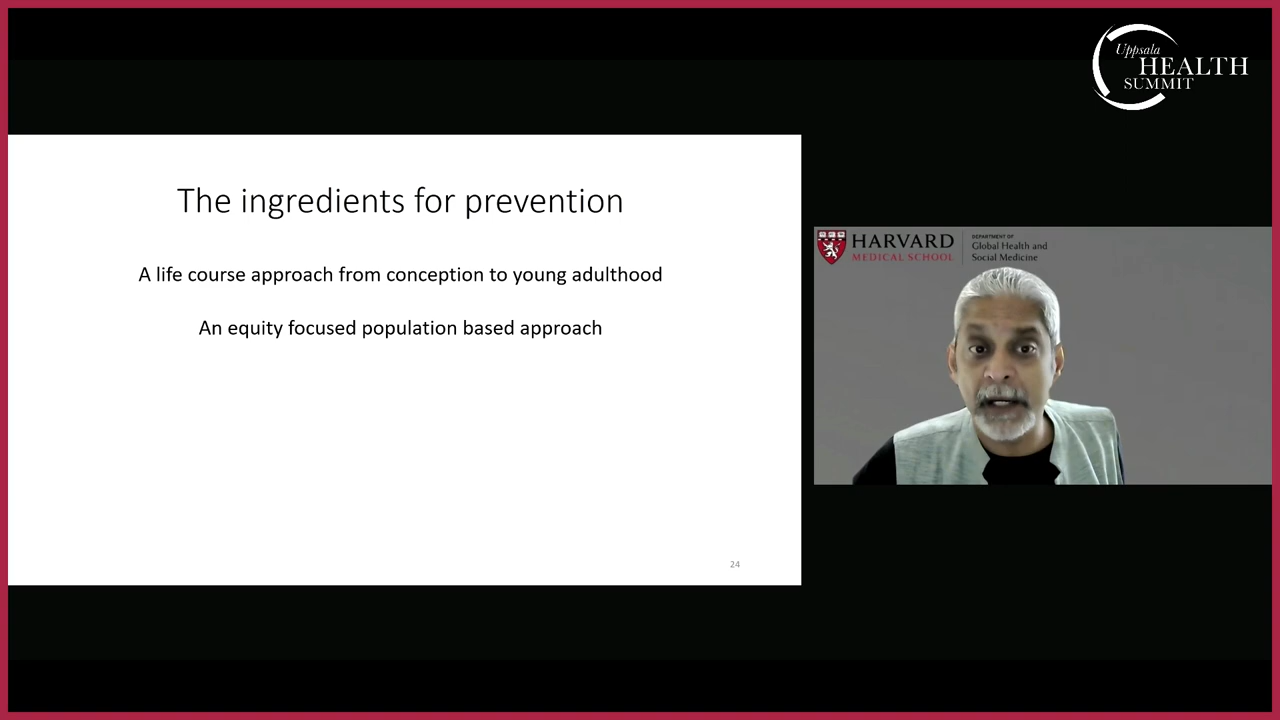 Uppsala
HEALTH
SUMMIT
The ingredients for prevention
A life course approach from conception to young adulthood
An equity focused population based approach
24
HARVARD
MEDICAL SCHOOL
DEPARTMENT OF
Global Health and
Social Medicine